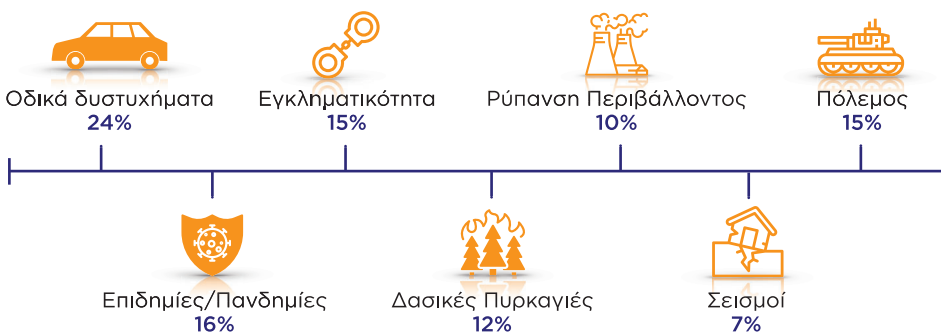 Οδικά δυστυχήματα
24%
Εγκληματικότητα
15%
Ρύπανση Περιβάλλοντος
10%
Πόλεμος
15%
Επιδημίες/Πανδημίες
16%
Δασικές Πυρκαγιές
12%
Σεισμοί
7%